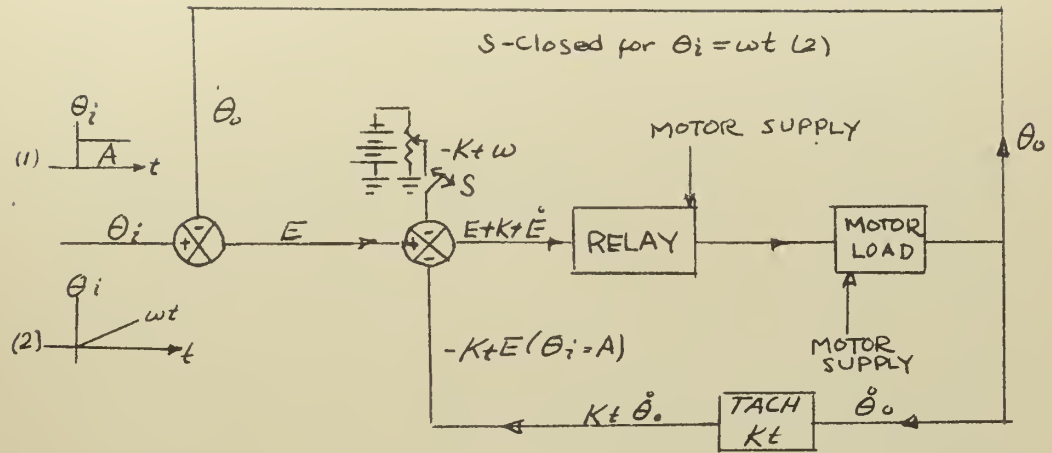 S-Closed for θi = ωt (2)
θi
θo
(1)
A
t
MOTOR SUPPLY
θo
-Kt ω
S
θi
+
-
E
+
-
-
E+Kt Ė
RELAY
MOTOR
LOAD
θi
ωt
(2)
t
-KtE(θi=A)
MOTOR
SUPPLY
Kt θ̇o
TACH
Kt
θ̇o